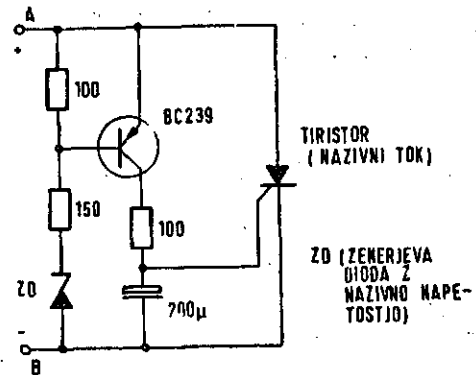 A
+
100
BC239
TIRISTOR
( NAZIVNI TOK)
150
100
ZD (ZENERJEVA
DIODA Z
NAZIVNO NAPE-
TOSTJO)
ZD
200µ
-
B